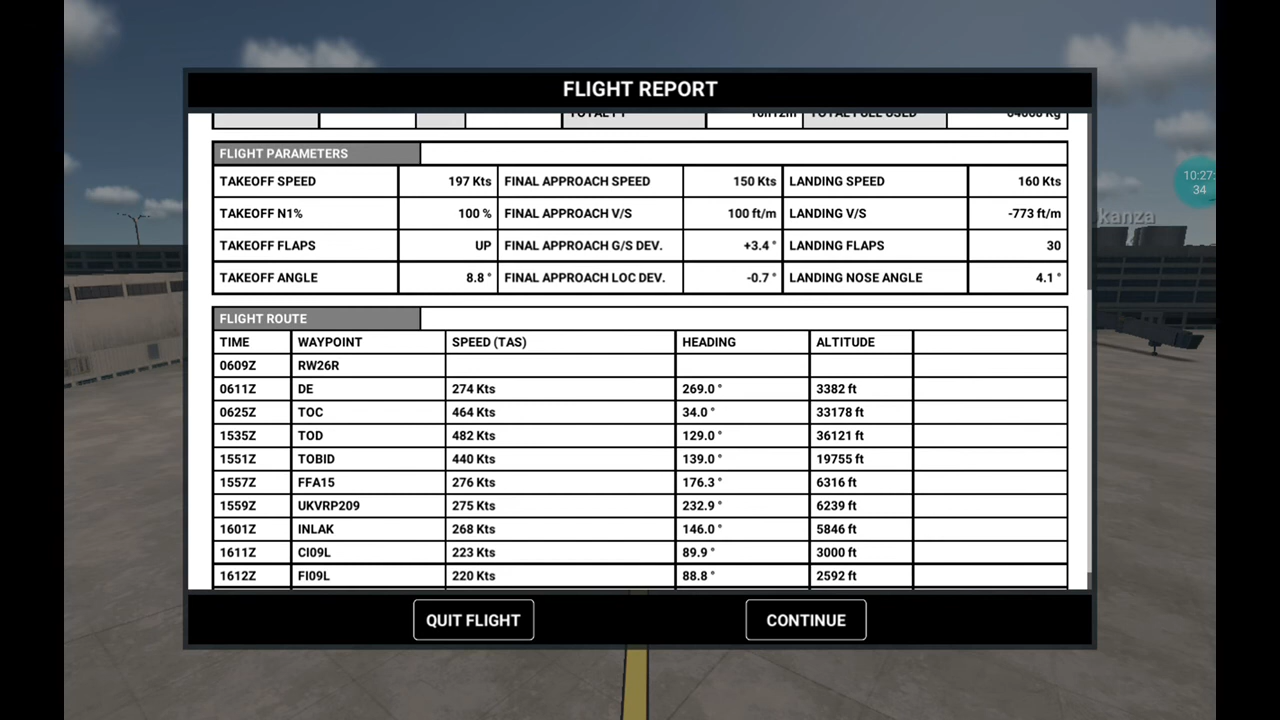 FLIGHT REPORT
10h12m
FLIGHT PARAMETERS
TAKEOFF SPEED 197 Kts FINAL APPROACH SPEED 150 Kts LANDING SPEED 160 Kts
TAKEOFF N1% 100 % FINAL APPROACH V/S 100 ft/m LANDING V/S -773 ft/m
TAKEOFF FLAPS UP FINAL APPROACH G/S DEV. +3.4 ° LANDING FLAPS 30
TAKEOFF ANGLE 8.8 ° FINAL APPROACH LOC DEV. -0.7 ° LANDING NOSE ANGLE 4.1 °
FLIGHT ROUTE
TIME WAYPOINT SPEED (TAS) HEADING ALTITUDE
0609Z RW26R
0611Z DE 274 Kts 269.0 ° 3382 ft
0625Z TOC 464 Kts 34.0 ° 33178 ft
1535Z TOD 482 Kts 129.0 ° 36121 ft
1551Z TOBID 440 Kts 139.0 ° 19755 ft
1557Z FFA15 276 Kts 176.3 ° 6316 ft
1559Z UKVRP209 275 Kts 232.9 ° 6239 ft
1601Z INLAK 268 Kts 146.0 ° 5846 ft
1611Z CI09L 223 Kts 89.9 ° 3000 ft
1612Z FI09L 220 Kts 88.8 ° 2592 ft
QUIT FLIGHT CONTINUE
10:27:
34
kanza